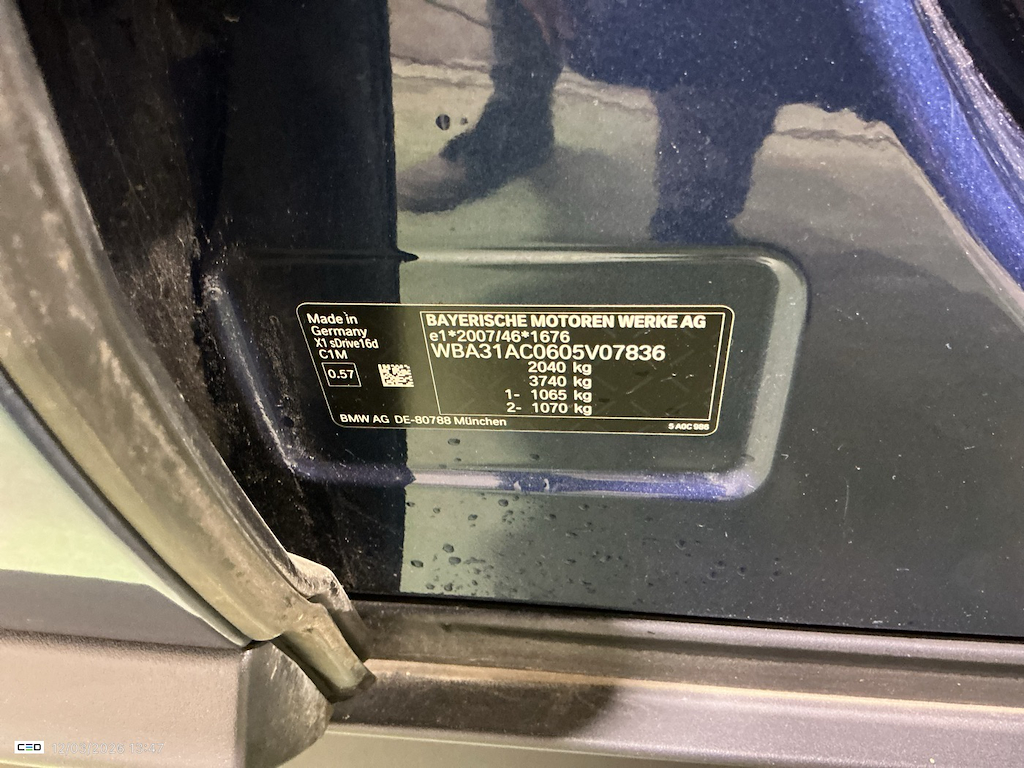 Made in
Germany
X1 sDrive16d
C1M
0.57
BMW AG DE-80788 München
BAYERISCHE MOTOREN WERKE AG
e1*2007/46*1676
WBA31AC0605V07836
2040 kg
3740 kg
1- 1065 kg
2- 1070 kg
CEO